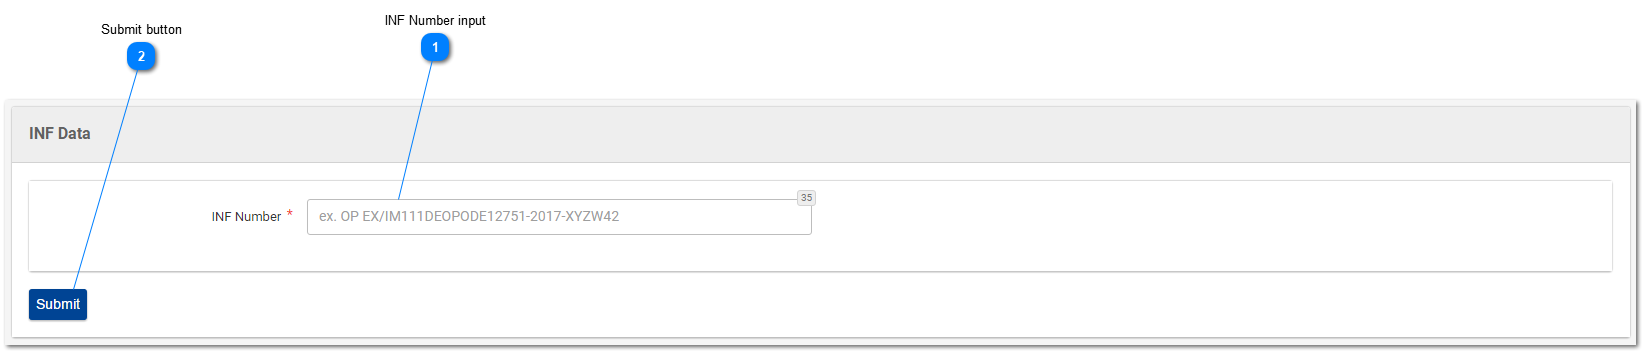 INF Number input
Submit button
1
2
INF Data
35
INF Number * ex. OP EX/IM111DEOPODE12751-2017-XYZW42
Submit